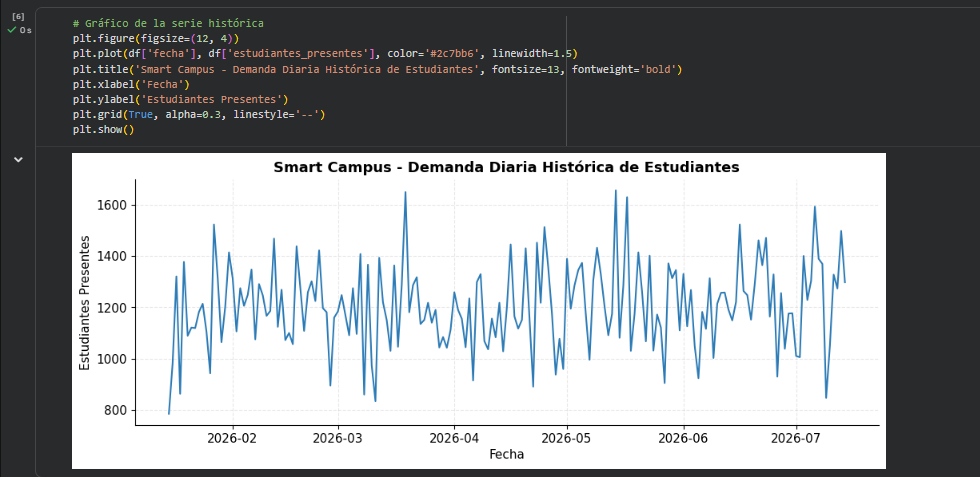 [6]
0 s
# Gráfico de la serie histórica
plt.figure(figsize=(12, 4))
plt.plot(df['fecha'], df['estudiantes_presentes'], color='#2c7bb6', linewidth=1.5)
plt.title('Smart Campus - Demanda Diaria Histórica de Estudiantes', fontsize=13, fontweight='bold')
plt.xlabel('Fecha')
plt.ylabel('Estudiantes Presentes')
plt.grid(True, alpha=0.3, linestyle='--')
plt.show()
Smart Campus - Demanda Diaria Histórica de Estudiantes
Estudiantes Presentes
1600
1400
1200
1000
800
2026-02 2026-03 2026-04 2026-05 2026-06 2026-07
Fecha